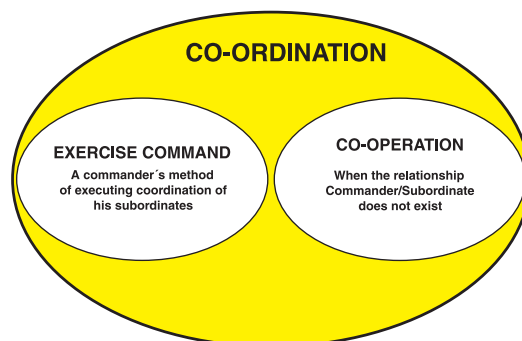 CO-ORDINATION
EXERCISE COMMAND
A commander´s method
of executing coordination of
his subordinates
CO-OPERATION
When the relationship
Commander/Subordinate
does not exist